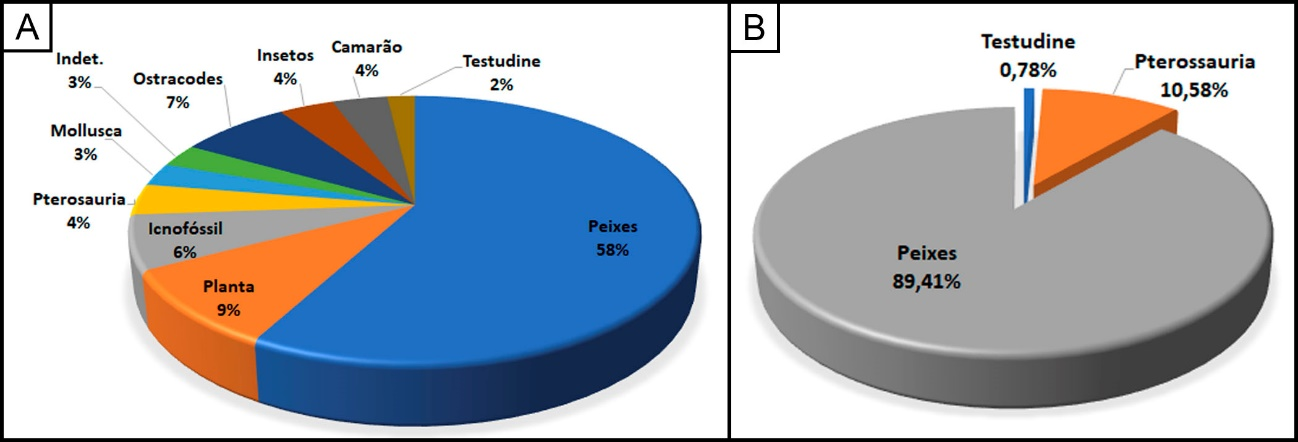 A
Indet.
3%
Ostracodes
7%
Insetos
4%
Camarão
4%
Testudine
2%
Mollusca
3%
Pterosauria
4%
Icnofóssil
6%
Planta
9%
Peixes
58%
B
Testudine
0,78%
Pterossauria
10,58%
Peixes
89,41%